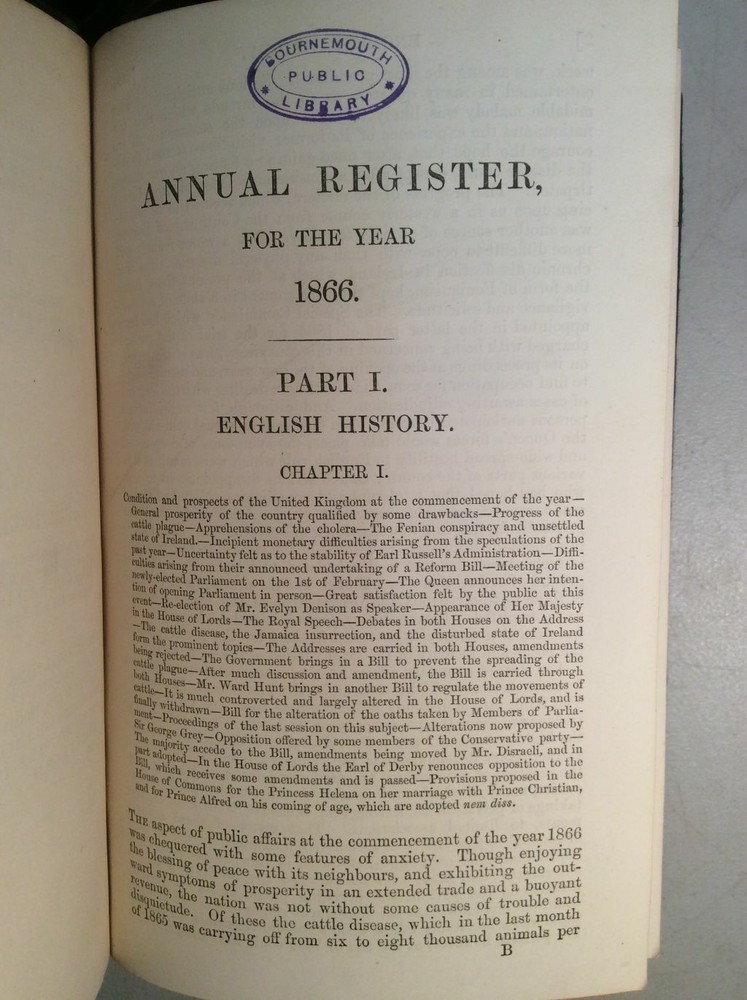 BOURNEMOUTH
PUBLIC
* LIBRARY *
ANNUAL REGISTER,
FOR THE YEAR
1866.
PART I.
ENGLISH HISTORY.
CHAPTER I.
Condition and prospects of the United Kingdom at the commencement of the year—
General prosperity of the country qualified by some drawbacks—Progress of the
cattle plague—Apprehensions of the cholera—The Fenian conspiracy and unsettled
state of Ireland.—Incipient monetary difficulties arising from the speculations of the
past year—Uncertainty felt as to the stability of Earl Russell's Administration—Diffi-
culties arising from their announced undertaking of a Reform Bill—Meeting of the
newly-elected Parliament on the 1st of February—The Queen announces her inten-
tion of opening Parliament in person—Great satisfaction felt by the public at this
event—Re-election of Mr. Evelyn Denison as Speaker—Appearance of Her Majesty
in the House of Lords—The Royal Speech—Debates in both Houses on the Address
—The cattle disease, the Jamaica insurrection, and the disturbed state of Ireland
form the prominent topics—The Addresses are carried in both Houses, amendments
being rejected—The Government brings in a Bill to prevent the spreading of the
cattle plague—After much discussion and amendment, the Bill is carried through
both Houses—Mr. Ward Hunt brings in another Bill to regulate the movements of
cattle—It is much controverted and largely altered in the House of Lords, and is
finally withdrawn—Bill for the alteration of the oaths taken by Members of Parlia-
ment—Proceedings of the last session on this subject—Alterations now proposed by
Sir George Grey—Opposition offered by some members of the Conservative party—
The majority accede to the Bill, amendments being moved by Mr. Disraeli, and in
part adopted—In the House of Lords the Earl of Derby renounces opposition to the
Bill, which receives some amendments and is passed—Provisions proposed in the
House of Commons for the Princess Helena on her marriage with Prince Christian,
and for Prince Alfred on his coming of age, which are adopted nem diss.
THE aspect of public affairs at the commencement of the year 1866
was chequered with some features of anxiety. Though enjoying
the blessing of peace with its neighbours, and exhibiting the out-
ward symptoms of prosperity in an extended trade and a buoyant
revenue, the nation was not without some causes of trouble and
disquietude. Of these the cattle disease, which in the last month
of 1865 was carrying off from six to eight thousand animals per
B